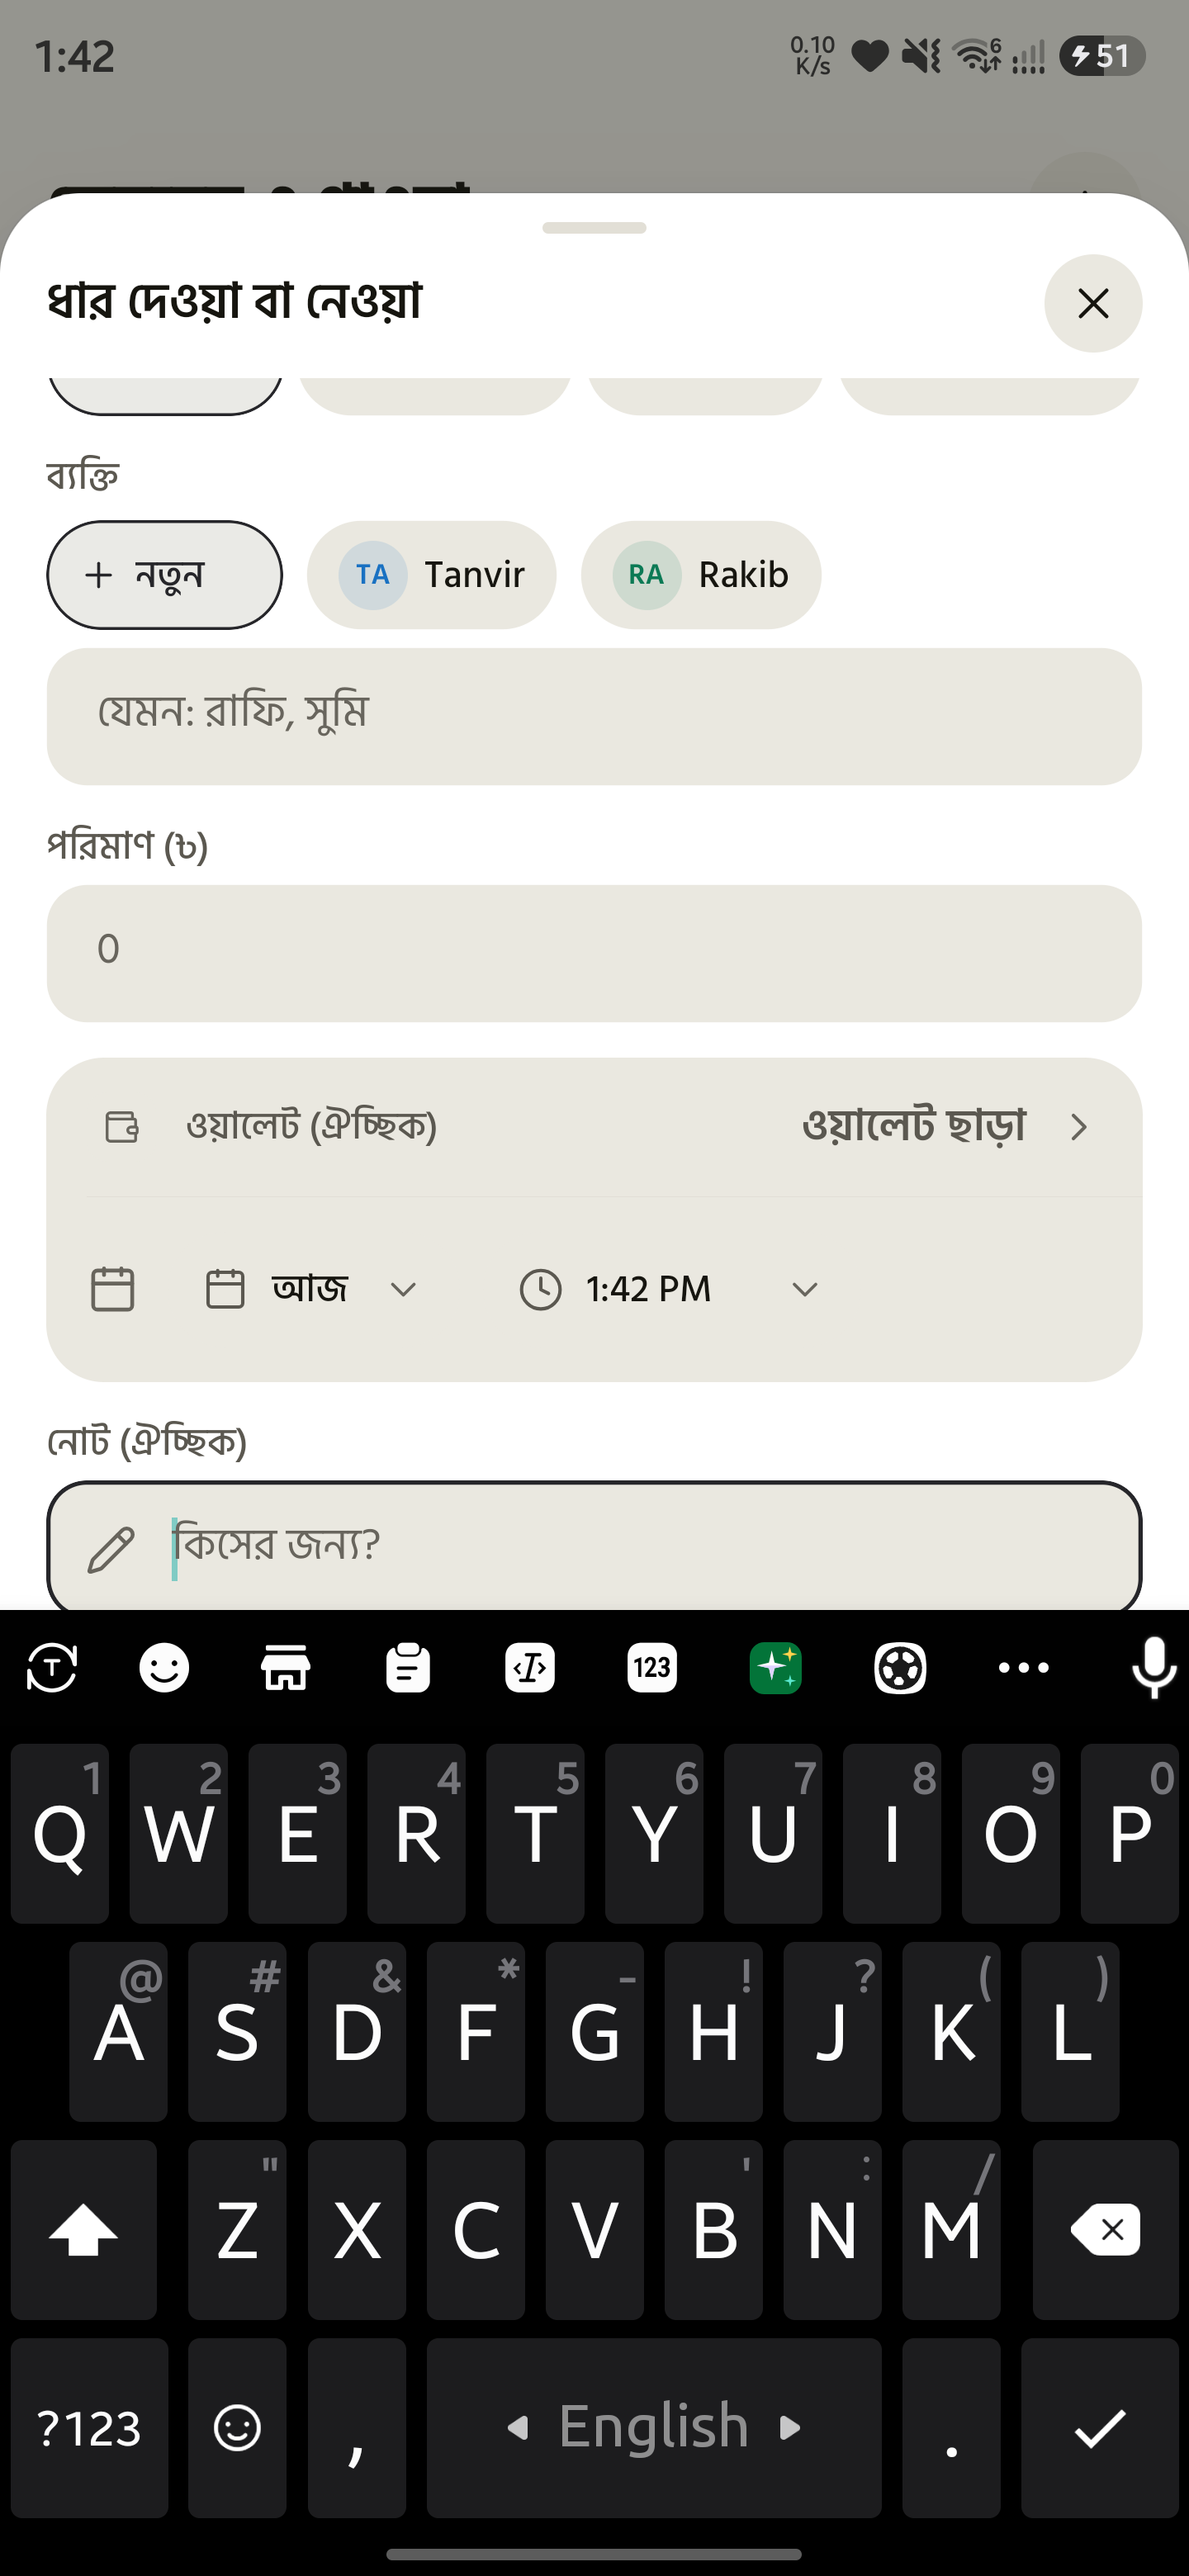 1:42
0.10
K/s
6
51
ধার দেওয়া বা নেওয়া
ব্যক্তি
+ নতুন
TA Tanvir
RA Rakib
যেমন: রাফি, সুমি
পরিমাণ (৳)
0
ওয়ালেট (ঐচ্ছিক) ওয়ালেট ছাড়া
আজ 1:42 PM
নোট (ঐচ্ছিক)
কিসের জন্য?
T 123
1 2 3 4 5 6 7 8 9 0
Q W E R T Y U I O P
@ # & * - ! ? ( )
A S D F G H J K L
" ' : /
Z X C V B N M
?123 , English .